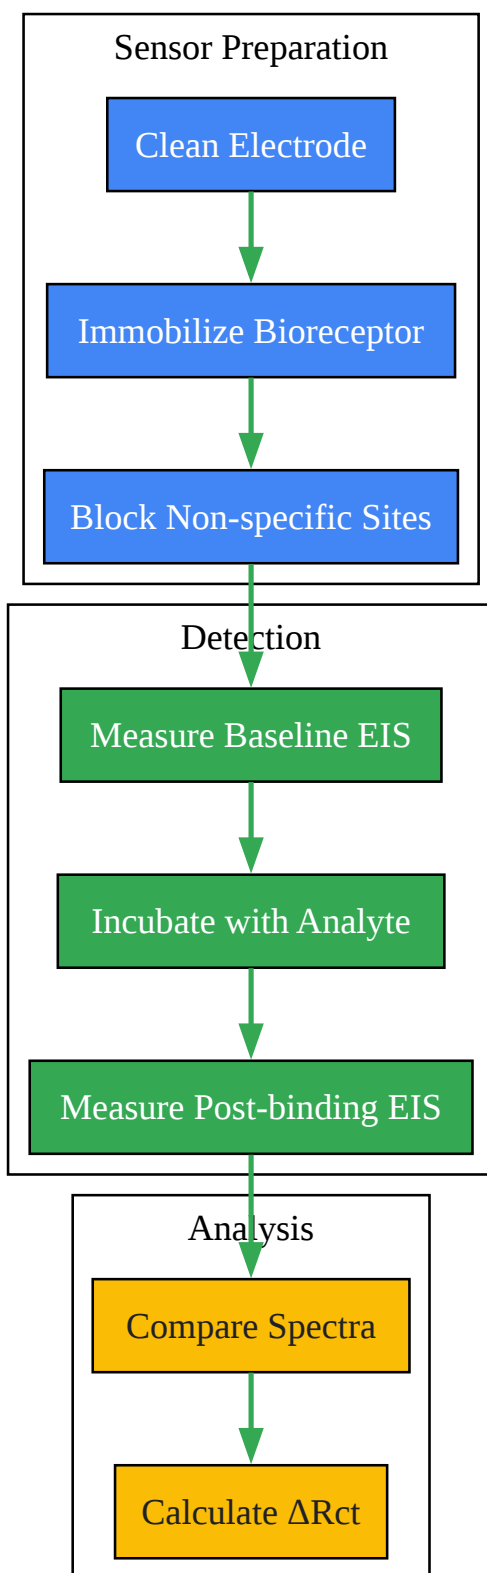 Sensor Preparation
Clean Electrode
Immobilize Bioreceptor
Block Non-specific Sites
Detection
Measure Baseline EIS
Incubate with Analyte
Measure Post-binding EIS
Analysis
Compare Spectra
Calculate ΔRct